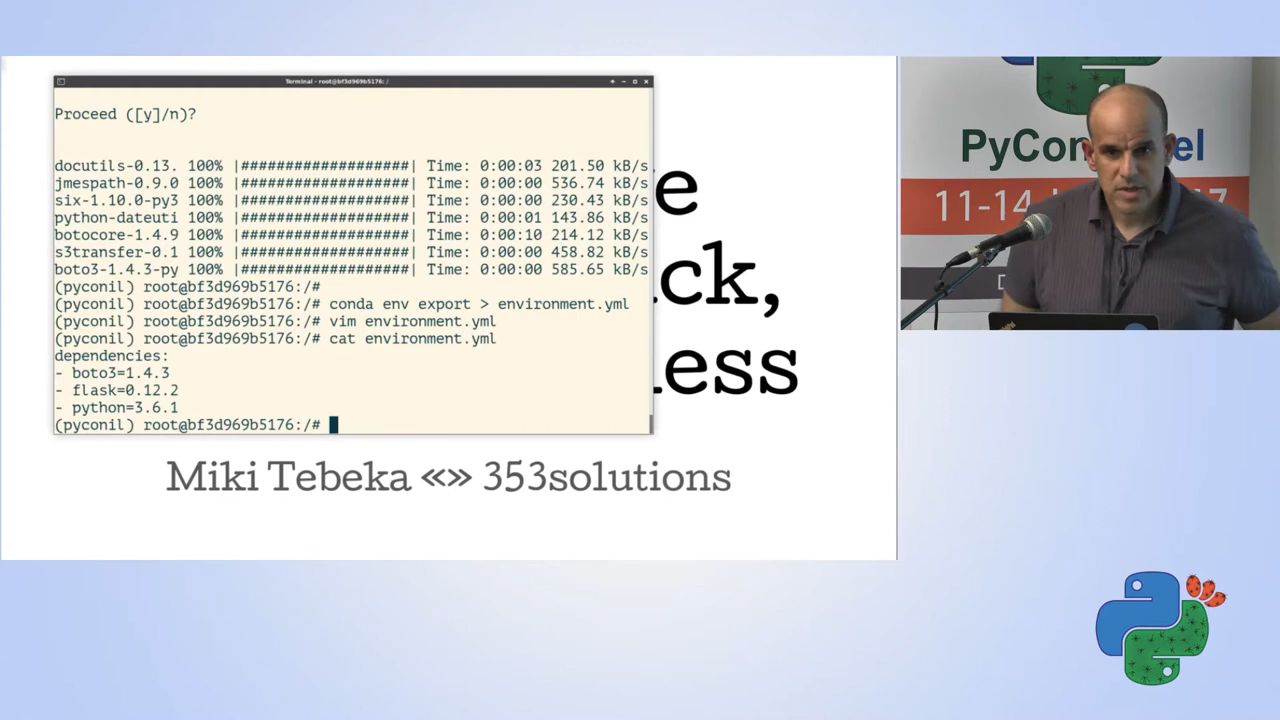 Terminal - root@bf3d969b5176: /
Proceed ([y]/n)?
docutils-0.13. 100% |###################| Time: 0:00:03 201.50 kB/s
jmespath-0.9.0 100% |###################| Time: 0:00:00 536.74 kB/s
six-1.10.0-py3 100% |###################| Time: 0:00:00 230.43 kB/s
python-dateuti 100% |###################| Time: 0:00:01 143.86 kB/s
botocore-1.4.9 100% |###################| Time: 0:00:10 214.12 kB/s
s3transfer-0.1 100% |###################| Time: 0:00:00 458.82 kB/s
boto3-1.4.3-py 100% |###################| Time: 0:00:00 585.65 kB/s
(pyconil) root@bf3d969b5176:/#
(pyconil) root@bf3d969b5176:/# conda env export > environment.yml
(pyconil) root@bf3d969b5176:/# vim environment.yml
(pyconil) root@bf3d969b5176:/# cat environment.yml
dependencies:
- boto3=1.4.3
- flask=0.12.2
- python=3.6.1
(pyconil) root@bf3d969b5176:/#
e
ck,
ess
Miki Tebeka «» 353solutions
PyCon el
11-14 17